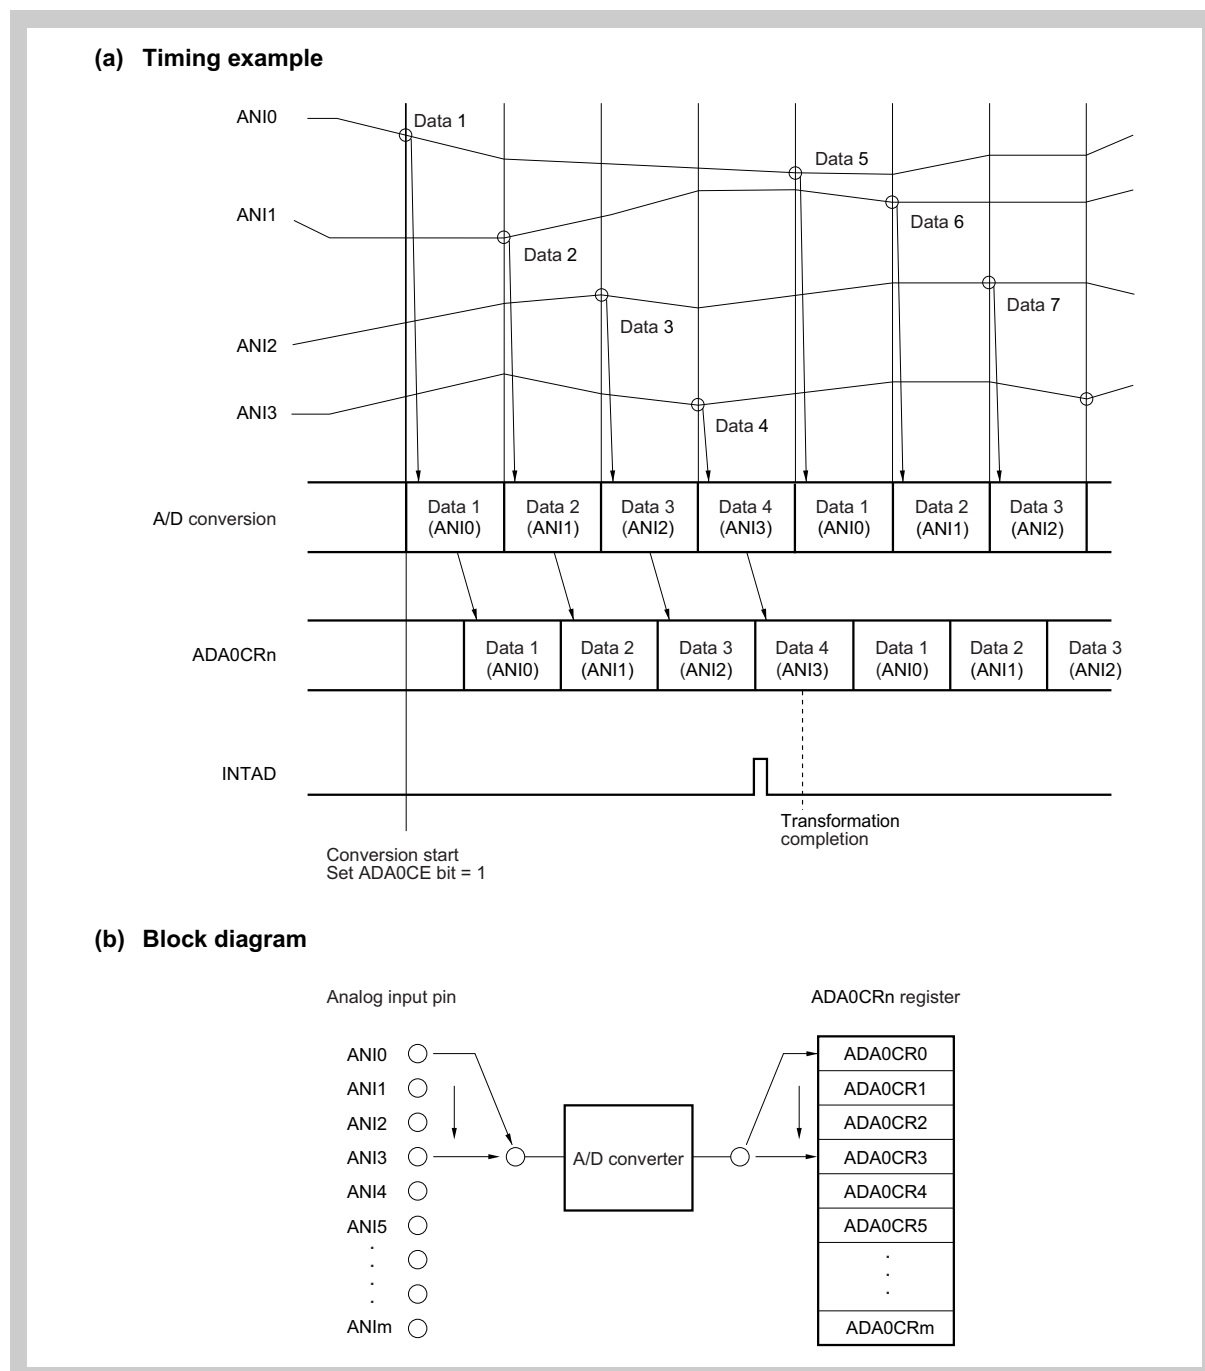 (a) Timing example
ANI0
Data 1
Data 5
ANI1
Data 6
Data 2
Data 7
Data 3
ANI2
ANI3
Data 4
A/D conversion
Data 1 Data 2 Data 3 Data 4 Data 1 Data 2 Data 3
(ANI0) (ANI1) (ANI2) (ANI3) (ANI0) (ANI1) (ANI2)
ADA0CRn
Data 1 Data 2 Data 3 Data 4 Data 1 Data 2 Data 3
(ANI0) (ANI1) (ANI2) (ANI3) (ANI0) (ANI1) (ANI2)
INTAD
Transformation
completion
Conversion start
Set ADA0CE bit = 1
(b) Block diagram
Analog input pin
ADA0CRn register
ANI0
ANI1
ANI2
ANI3
ANI4
ANI5
ANIm
A/D converter
ADA0CR0
ADA0CR1
ADA0CR2
ADA0CR3
ADA0CR4
ADA0CR5
ADA0CRm